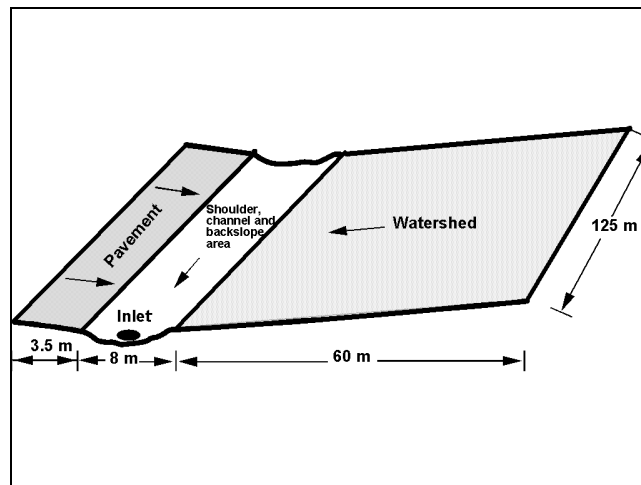 Pavement
Shoulder,
channel and
backslope
area
Watershed
125 m
Inlet
3.5 m
8 m
60 m